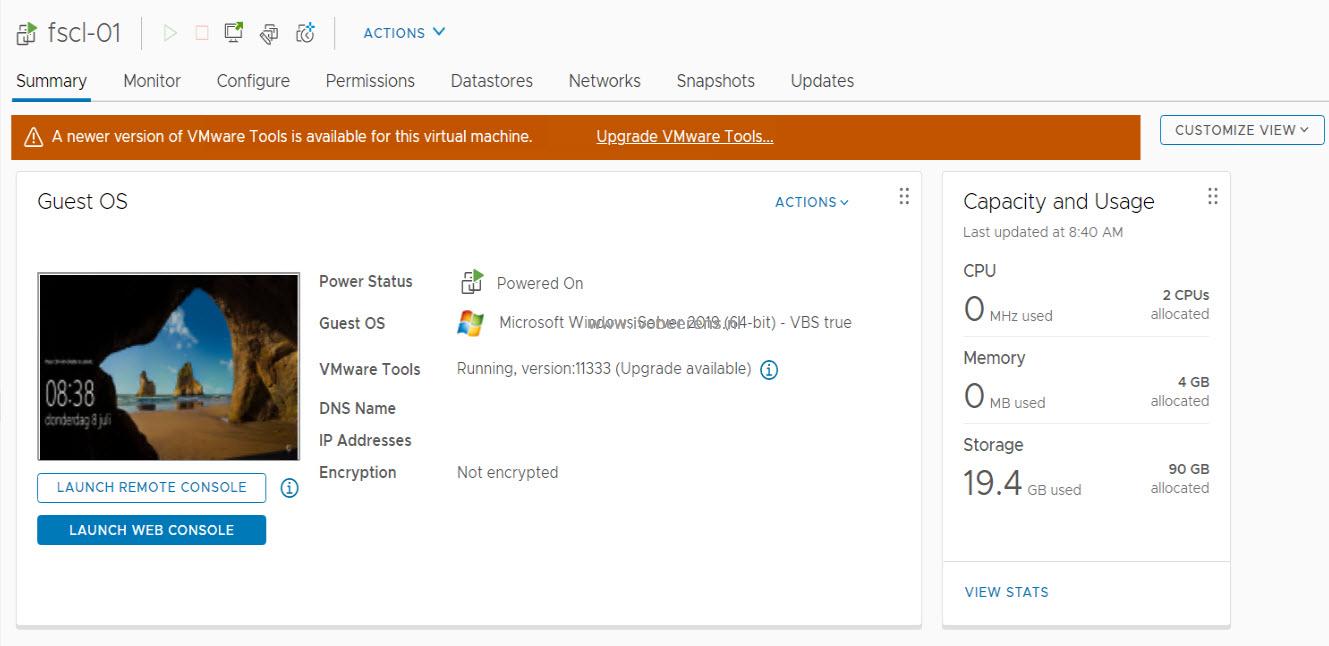 fscl-01
ACTIONS
Summary Monitor Configure Permissions Datastores Networks Snapshots Updates
A newer version of VMware Tools is available for this virtual machine. Upgrade VMware Tools...
CUSTOMIZE VIEW
Guest OS
ACTIONS
08:38
donderdag 8 juli
LAUNCH REMOTE CONSOLE
LAUNCH WEB CONSOLE
Power Status Powered On
Guest OS Microsoft Windows Server 2019 (64-bit) - VBS true
www.ivobeerens.nl
VMware Tools Running, version:11333 (Upgrade available)
DNS Name
IP Addresses
Encryption Not encrypted
Capacity and Usage
Last updated at 8:40 AM
CPU
0 MHz used
2 CPUs
allocated
Memory
0 MB used
4 GB
allocated
Storage
19.4 GB used
90 GB
allocated
VIEW STATS